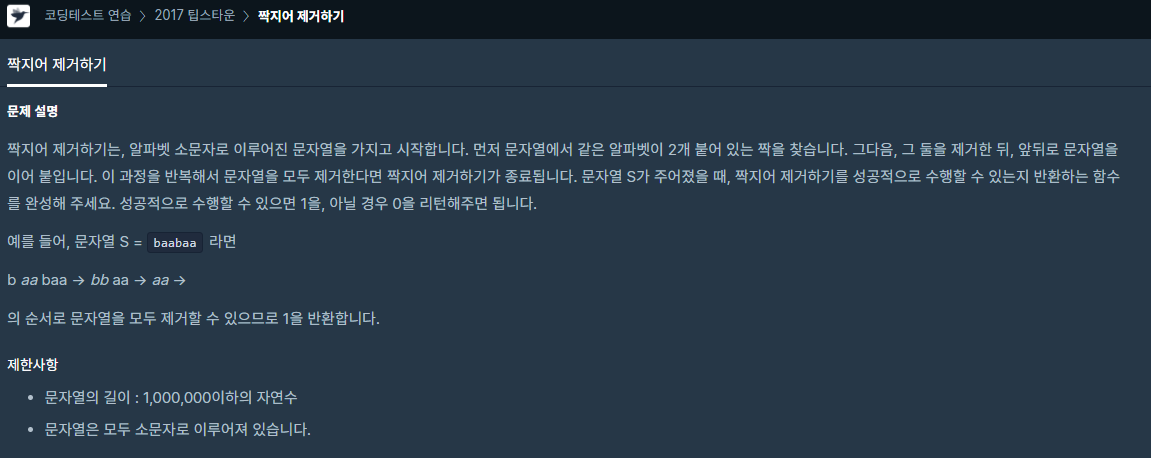 코딩테스트 연습 > 2017 팁스타운 > 짝지어 제거하기
짝지어 제거하기
문제 설명
짝지어 제거하기는, 알파벳 소문자로 이루어진 문자열을 가지고 시작합니다. 먼저 문자열에서 같은 알파벳이 2개 붙어 있는 짝을 찾습니다. 그다음, 그 둘을 제거한 뒤, 앞뒤로 문자열을
이어 붙입니다. 이 과정을 반복해서 문자열을 모두 제거한다면 짝지어 제거하기가 종료됩니다. 문자열 S가 주어졌을 때, 짝지어 제거하기를 성공적으로 수행할 수 있는지 반환하는 함수
를 완성해 주세요. 성공적으로 수행할 수 있으면 1을, 아닐 경우 0을 리턴해주면 됩니다.
예를 들어, 문자열 S = baabaa 라면
b aa baa → bb aa → aa →
의 순서로 문자열을 모두 제거할 수 있으므로 1을 반환합니다.
제한사항
• 문자열의 길이 : 1,000,000이하의 자연수
• 문자열은 모두 소문자로 이루어져 있습니다.